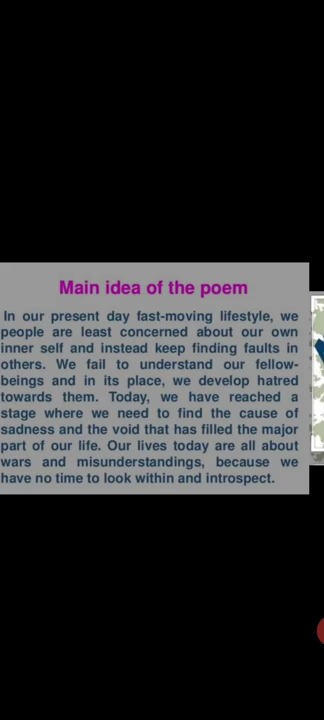 Main idea of the poem
In our present day fast-moving lifestyle, we
people are least concerned about our own
inner self and instead keep finding faults in
others. We fail to understand our fellow-
beings and in its place, we develop hatred
towards them. Today, we have reached a
stage where we need to find the cause of
sadness and the void that has filled the major
part of our life. Our lives today are all about
wars and misunderstandings, because we
have no time to look within and introspect.